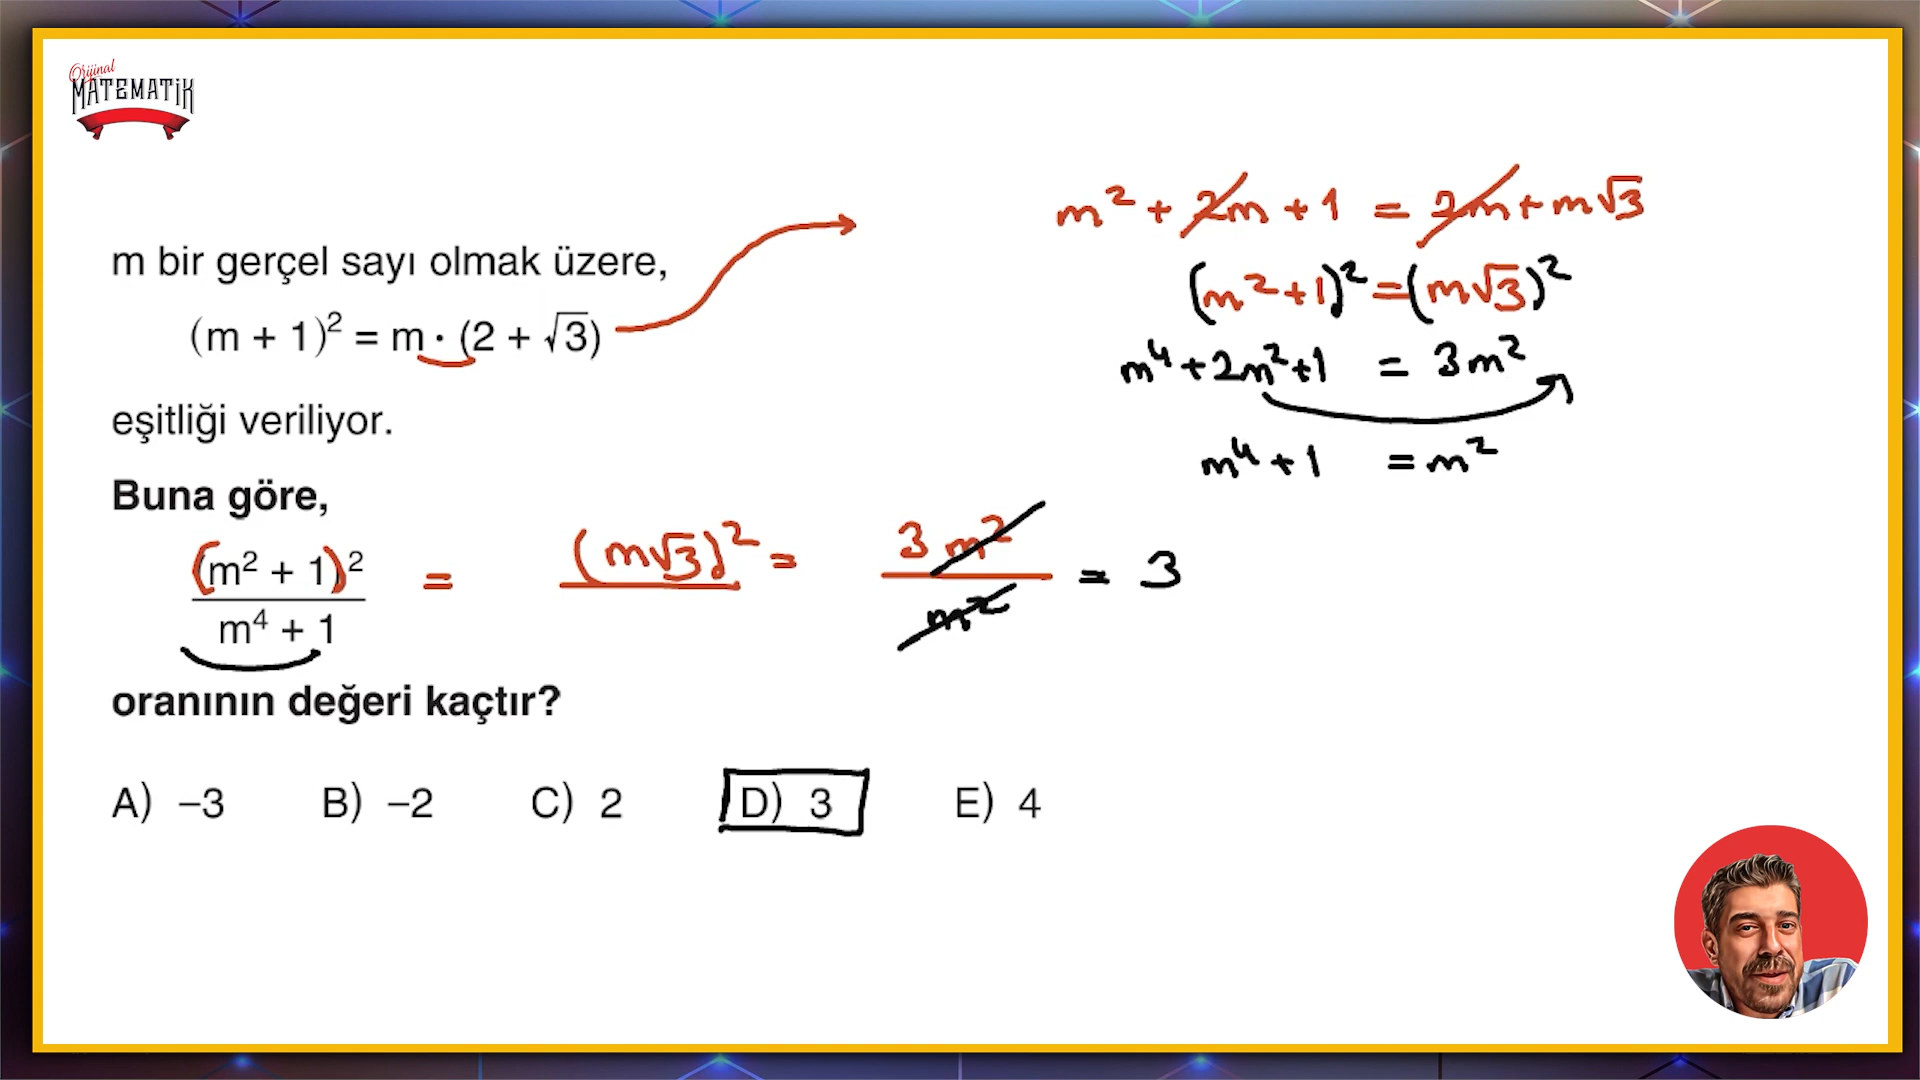 Orijinal
MATEMATİK
m bir gerçel sayı olmak üzere,
(m + 1)² = m · (2 + √3)
eşitliği veriliyor.
Buna göre,
(m² + 1)² / m⁴ + 1 = (m√3)² = 3m² / m² = 3
oranının değeri kaçtır?
A) –3 B) –2 C) 2 D) 3 E) 4
m² + 2m + 1 = 2m + m√3
(m² + 1)² = (m√3)²
m⁴ + 2m² + 1 = 3m²
m⁴ + 1 = m²